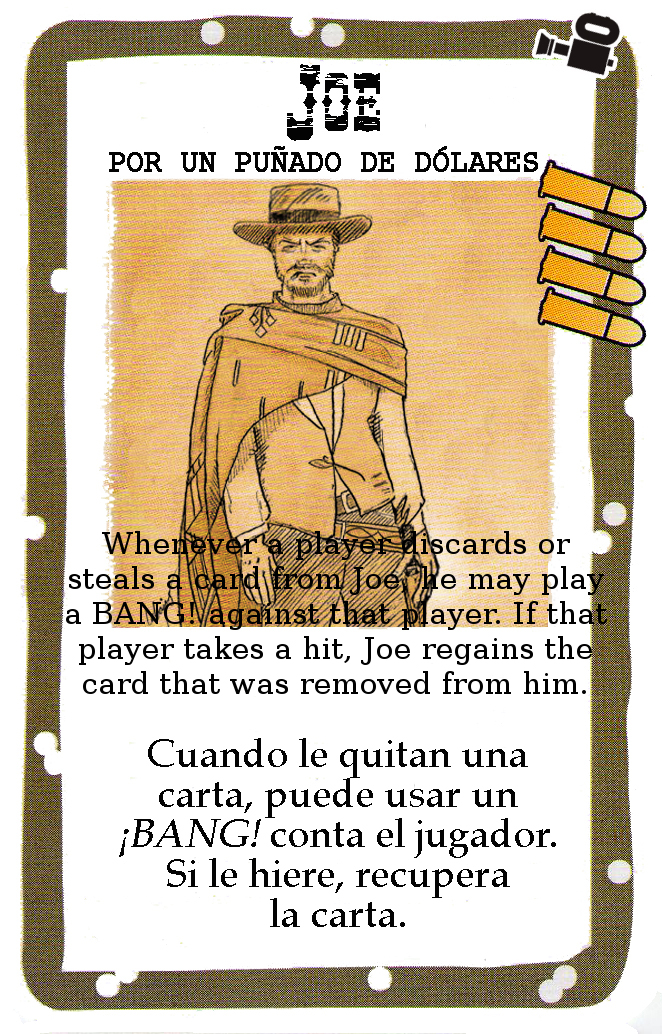 JOE
POR UN PUÑADO DE DÓLARES
Whenever a player discards or
steals a card from Joe, he may play
a BANG! against that player. If that
player takes a hit, Joe regains the
card that was removed from him.
Cuando le quitan una
carta, puede usar un
¡BANG! conta el jugador.
Si le hiere, recupera
la carta.